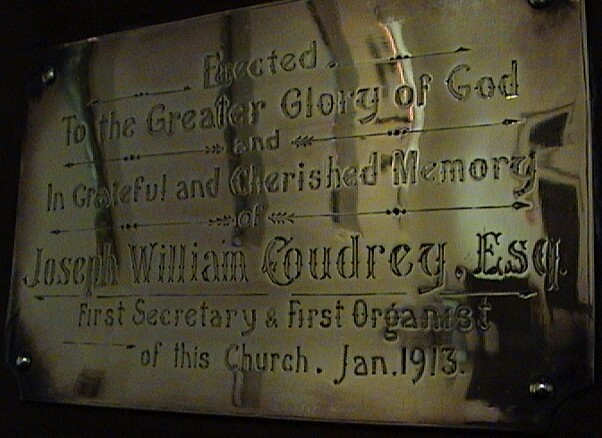 Erected
To the Greater Glory of God
and
In Grateful and Cherished Memory
of
Joseph William Coudrey, Esq.
First Secretary & First Organist
of this Church. Jan. 1913.